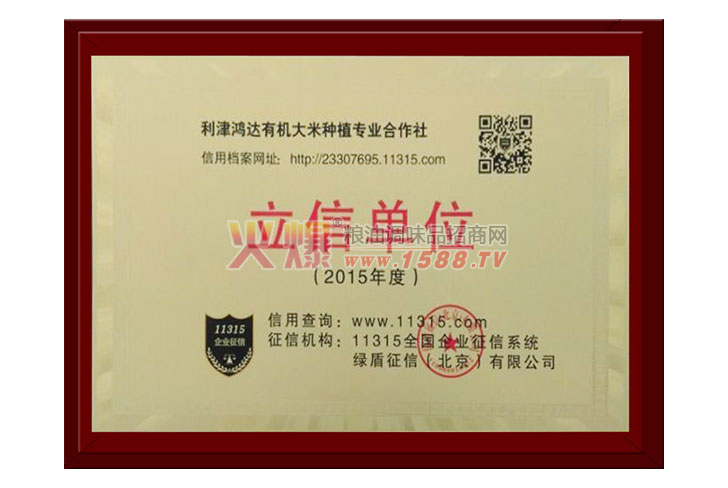 利津鸿达有机大米种植专业合作社
信用档案网址：http://23307695.11315.com
立信单位
火爆®粮油调味品招商网
www.1588.TV
（2015年度）
11315
企业征信
信用查询：www.11315.com
征信机构：11315全国企业征信系统
绿盾征信（北京）有限公司